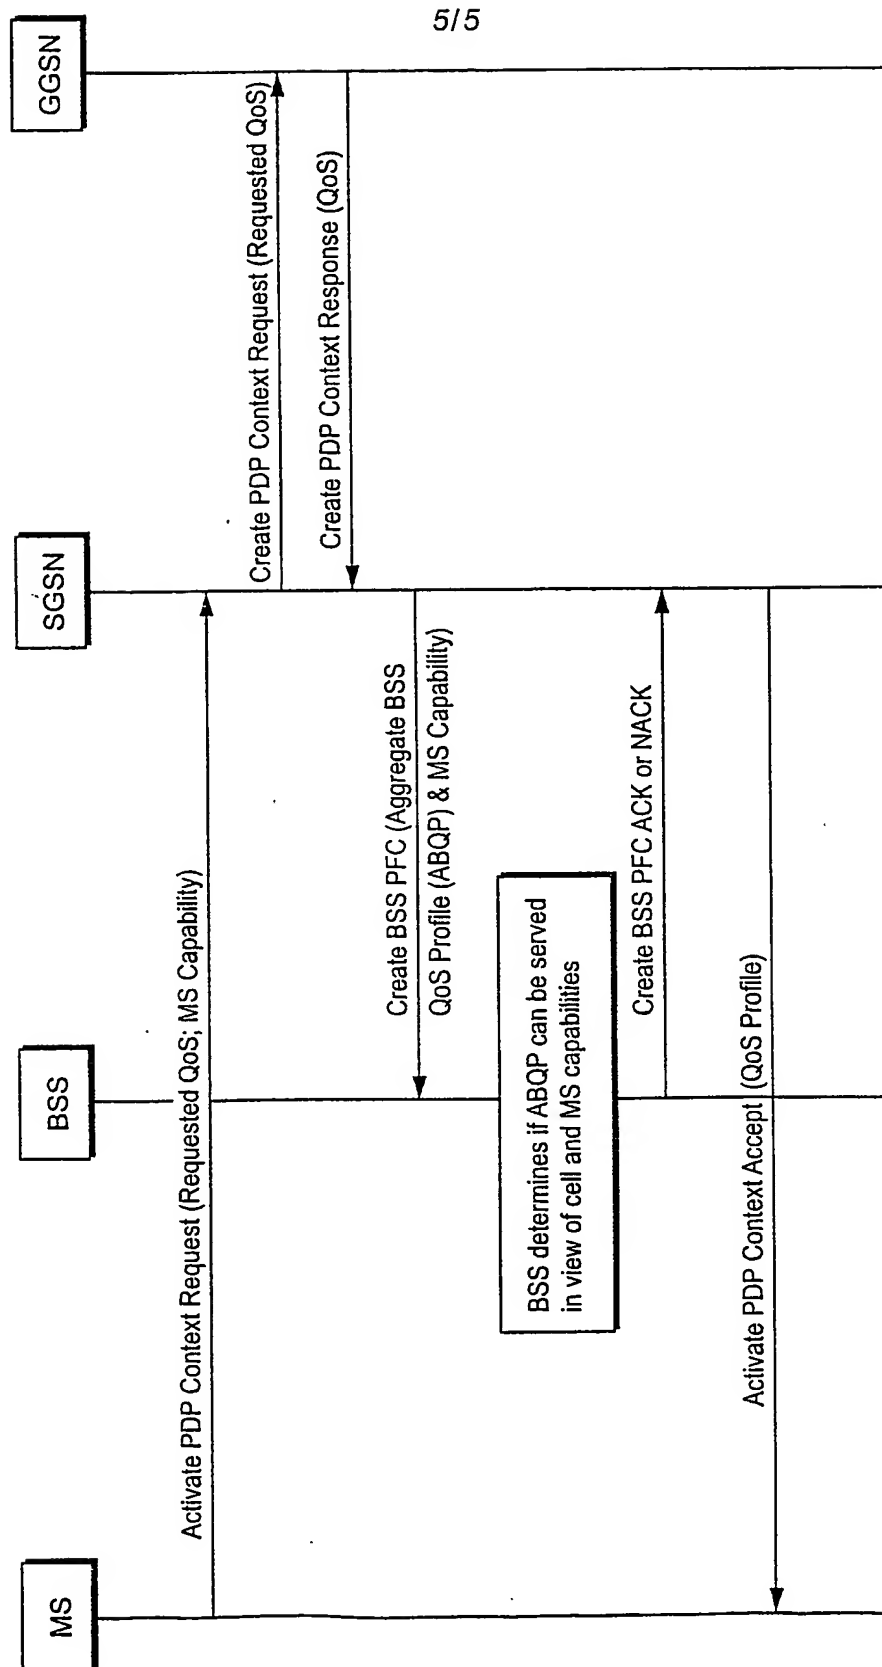 5/5
MS
BSS
SGSN
GGSN
Activate PDP Context Request (Requested QoS; MS Capability)
Create PDP Context Request (Requested QoS)
Create PDP Context Response (QoS)
Create BSS PFC (Aggregate BSS
QoS Profile (ABQP) & MS Capability)
BSS determines if ABQP can be served
in view of cell and MS capabilities
Create BSS PFC ACK or NACK
Activate PDP Context Accept (QoS Profile)